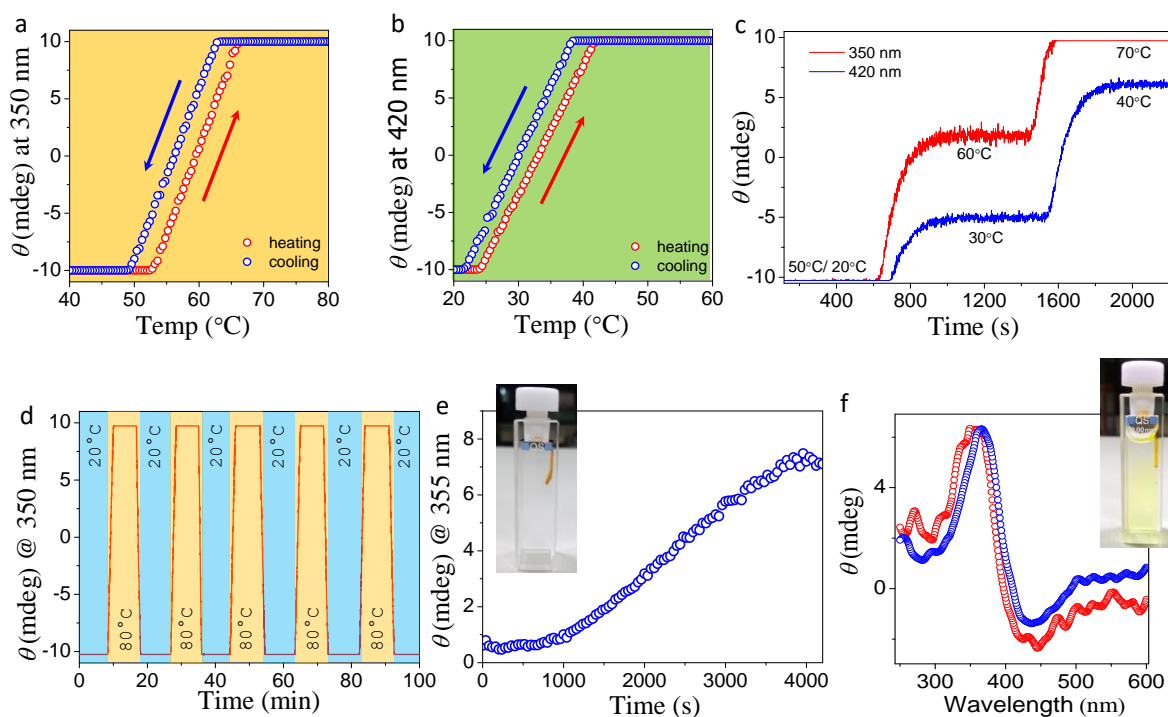 a
θ (mdeg) at 350 nm
10
5
0
-5
-10
heating
cooling
40 50 60 70 80
Temp (°C)
b
θ (mdeg) at 420 nm
10
5
0
-5
-10
heating
cooling
20 30 40 50 60
Temp (°C)
c
θ (mdeg)
10
5
0
-5
-10
350 nm
420 nm
70°C
40°C
60°C
30°C
50°C/ 20°C
400 800 1200 1600 2000
Time (s)
d
θ (mdeg) @ 350 nm
10
5
0
-5
-10
20°C 20°C 20°C 20°C 20°C 20°C
80°C 80°C 80°C 80°C 80°C
0 20 40 60 80 100
Time (min)
e
θ (mdeg) @ 355 nm
8
6
4
2
0
QS
0 1000 2000 3000 4000
Time (s)
f
θ (mdeg)
6
3
0
QS
300 400 500 600
Wavelength (nm)